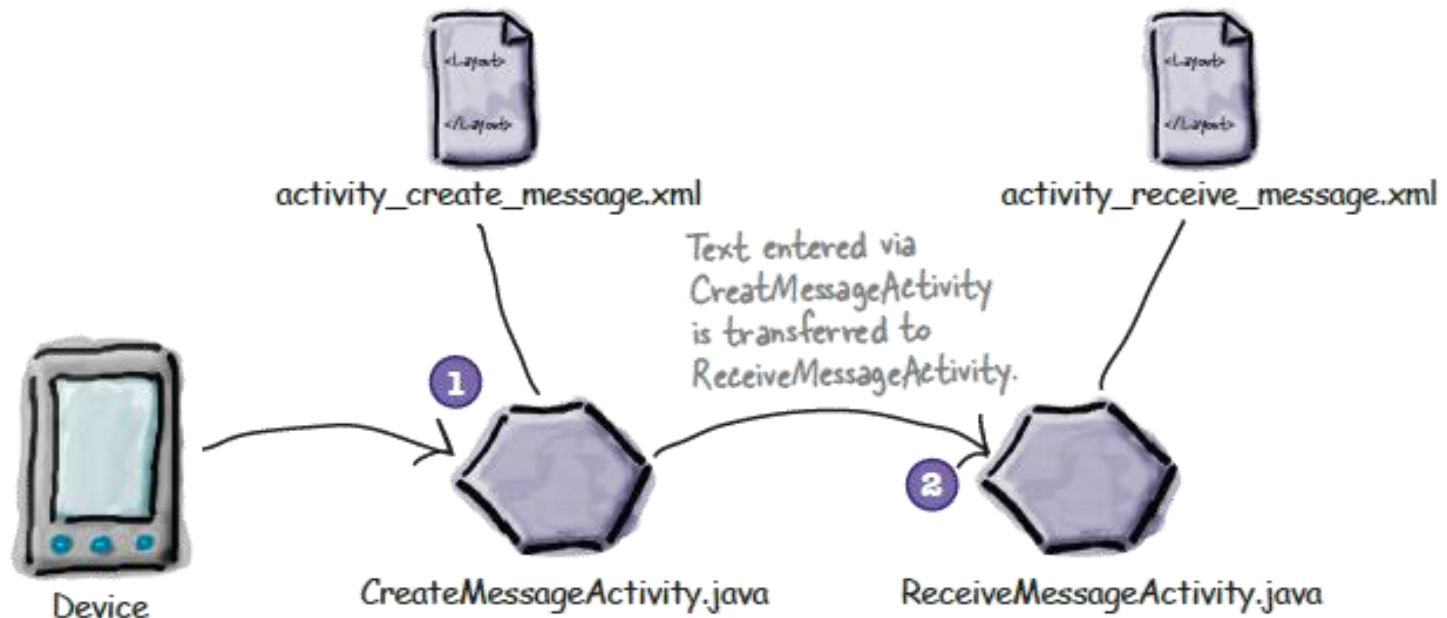 <Layout>
</Layout>
activity_create_message.xml
<Layout>
</Layout>
activity_receive_message.xml
Text entered via
CreatMessageActivity
is transferred to
ReceiveMessageActivity.
1
2
Device
CreateMessageActivity.java
ReceiveMessageActivity.java